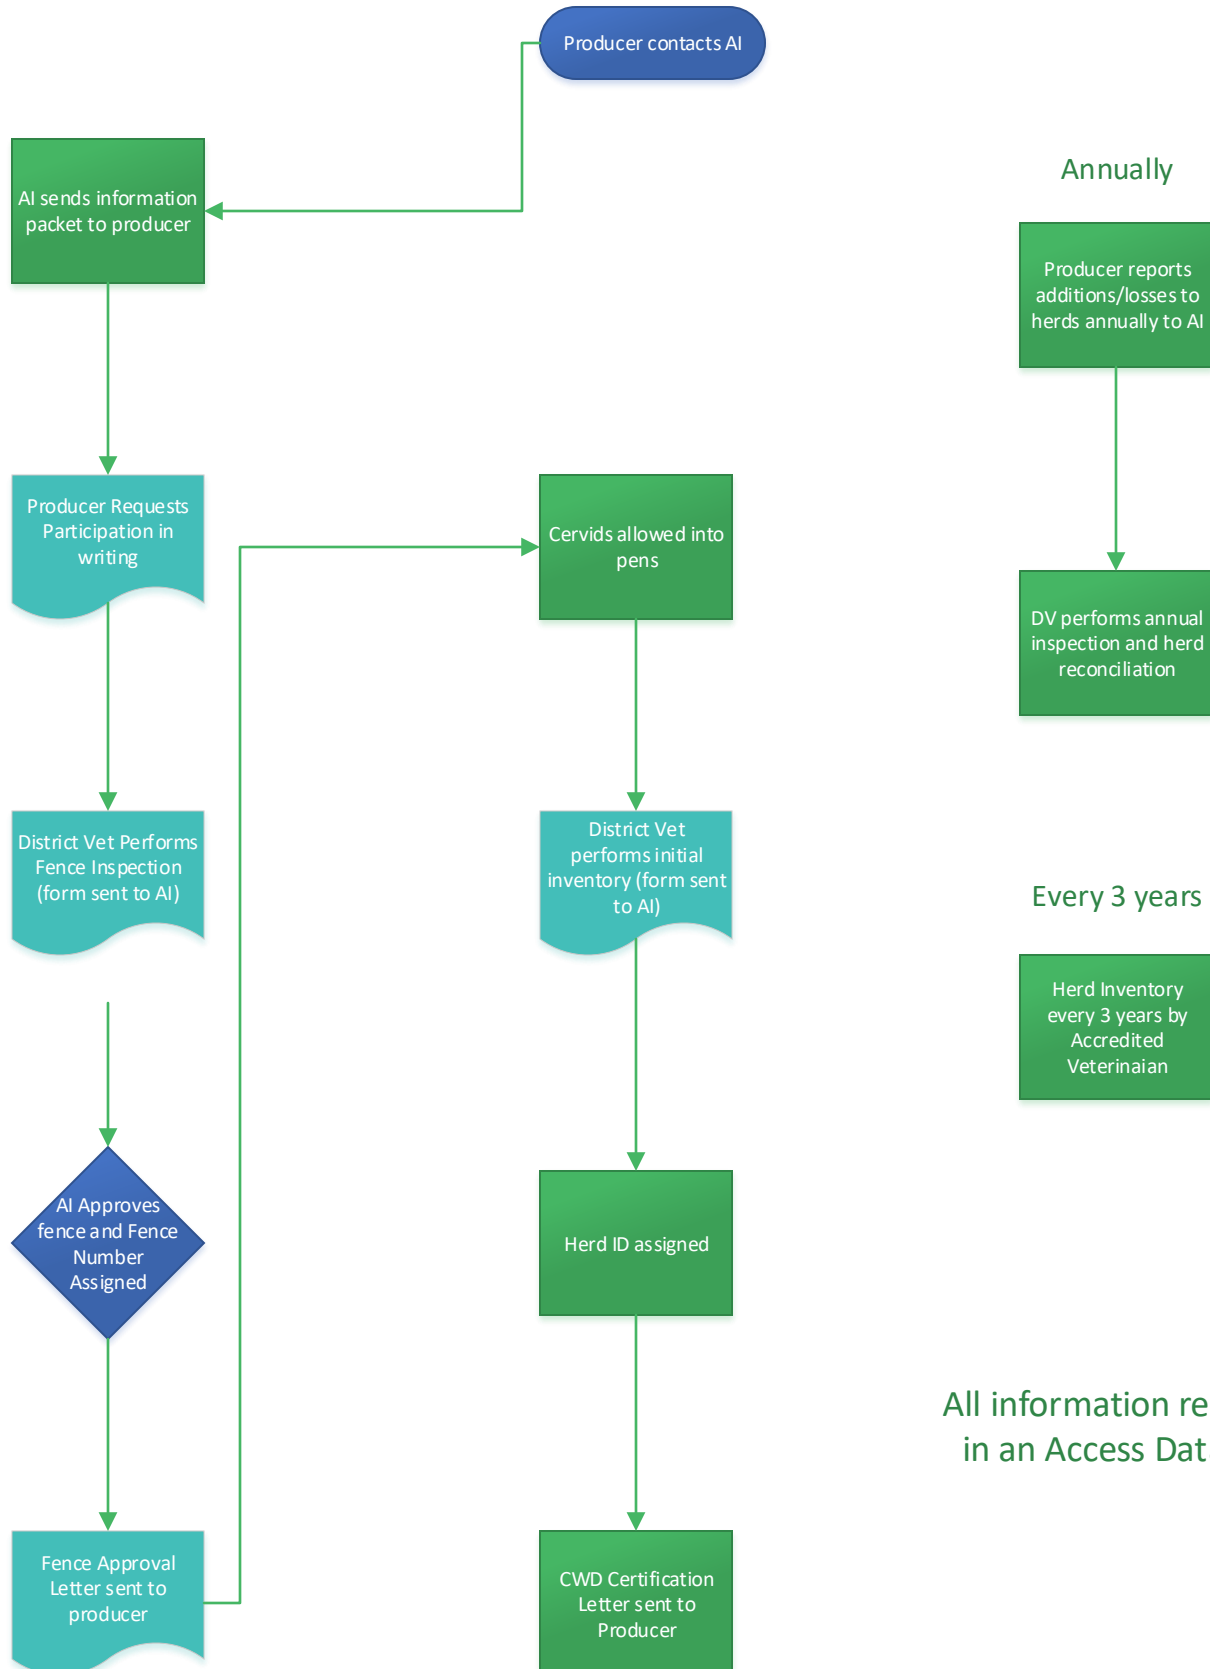 Producer contacts AI
AI sends information
packet to producer
Producer Requests
Participation in
writing
District Vet Performs
Fence Inspection
(form sent to AI)
AI Approves
fence and Fence
Number
Assigned
Fence Approval
Letter sent to
producer
Cervids allowed into
pens
District Vet
performs initial
inventory (form sent
to AI)
Herd ID assigned
CWD Certification
Letter sent to
Producer
Annually
Producer reports
additions/losses to
herds annually to AI
DV performs annual
inspection and herd
reconciliation
Every 3 years
Herd Inventory
every 3 years by
Accredited
Veterinaian
All information re
in an Access Dat